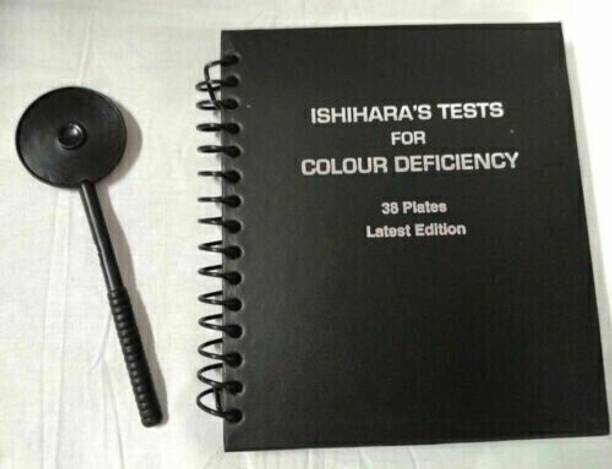 ISHIHARA'S TESTS
FOR
COLOUR DEFICIENCY
38 Plates
Latest Edition